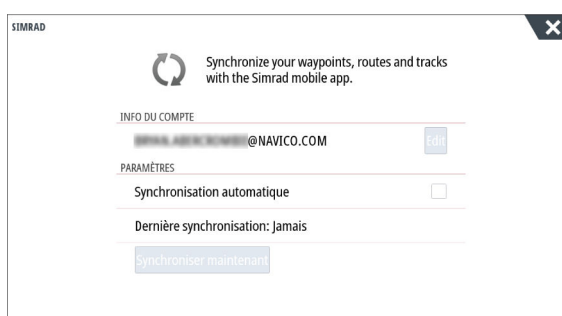 SIMRAD
Synchronize your waypoints, routes and tracks
with the Simrad mobile app.
INFO DU COMPTE
@NAVICO.COM
Edit
PARAMÈTRES
Synchronisation automatique
Dernière synchronisation: Jamais
Synchroniser maintenant